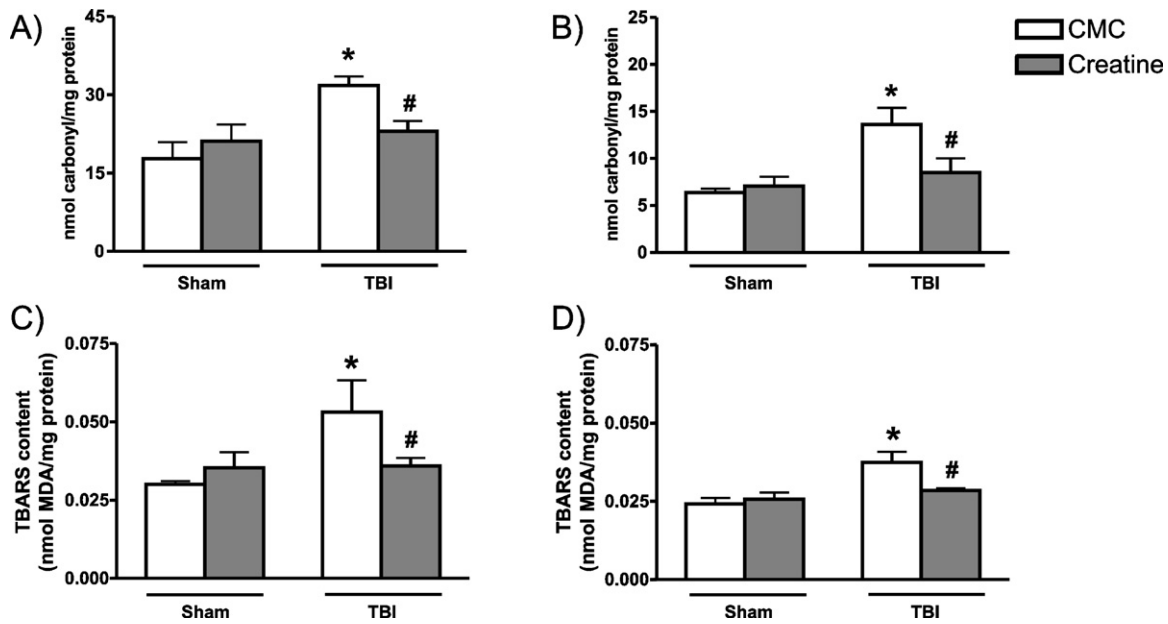 A)
nmol carbonyl/mg protein
45
30
15
0
*
#
Sham
TBI
B)
nmol carbonyl/mg protein
25
20
15
10
5
0
*
#
Sham
TBI
CMC
Creatine
C)
TBARS content
(nmol MDA/mg protein)
0.075
0.050
0.025
0.000
*
#
Sham
TBI
D)
TBARS content
(nmol MDA/mg protein)
0.075
0.050
0.025
0.000
*
#
Sham
TBI